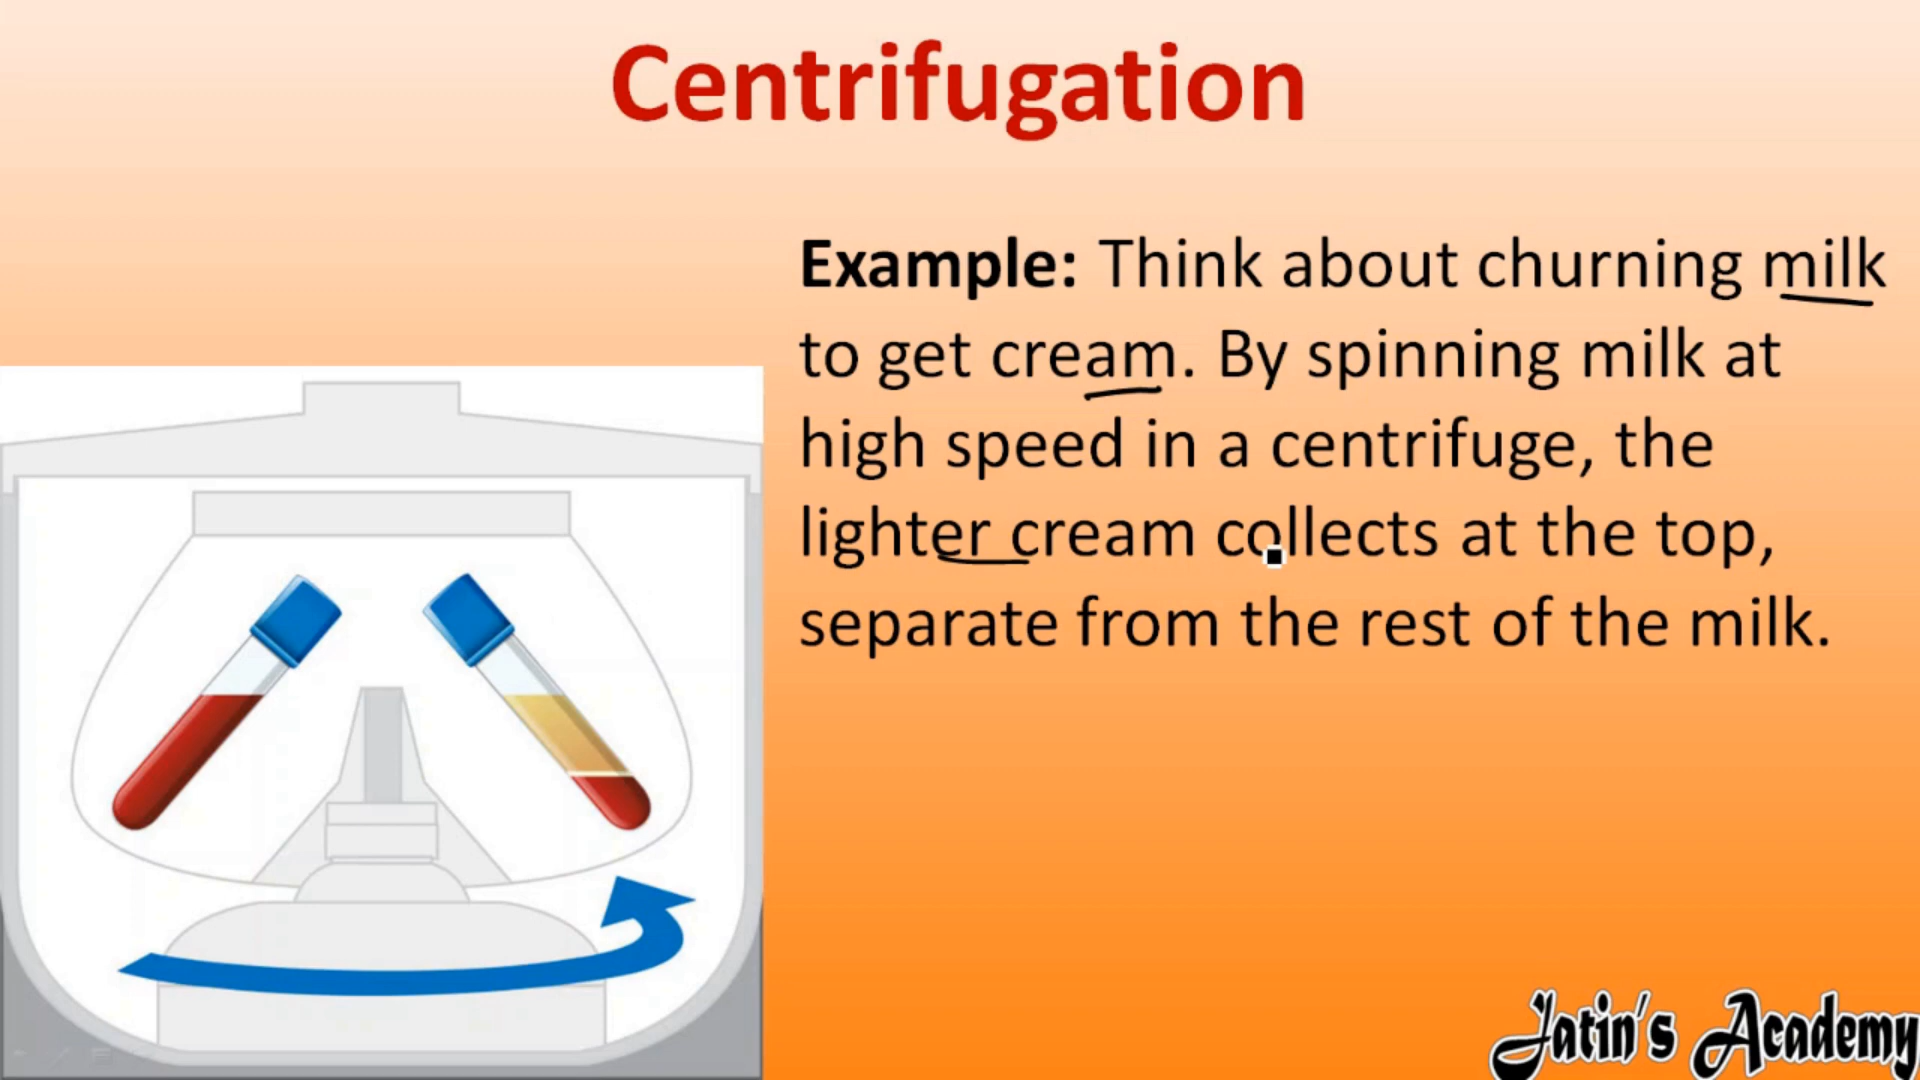 Centrifugation
Example: Think about churning milk
to get cream. By spinning milk at
high speed in a centrifuge, the
lighter cream collects at the top,
separate from the rest of the milk.
Jatin's Academy